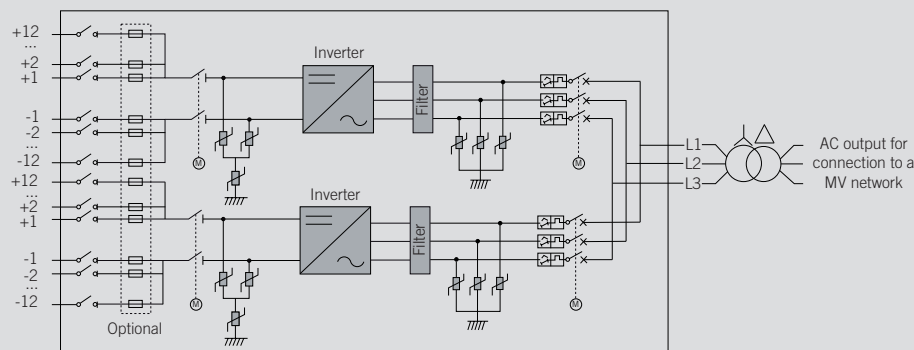 +12
...
+2
+1
-1
-2
...
-12
+12
...
+2
+1
-1
-2
...
-12
Optional
Inverter
Filter
M
Inverter
Filter
M
M
M
L1
L2
L3
AC output for
connection to a
MV network